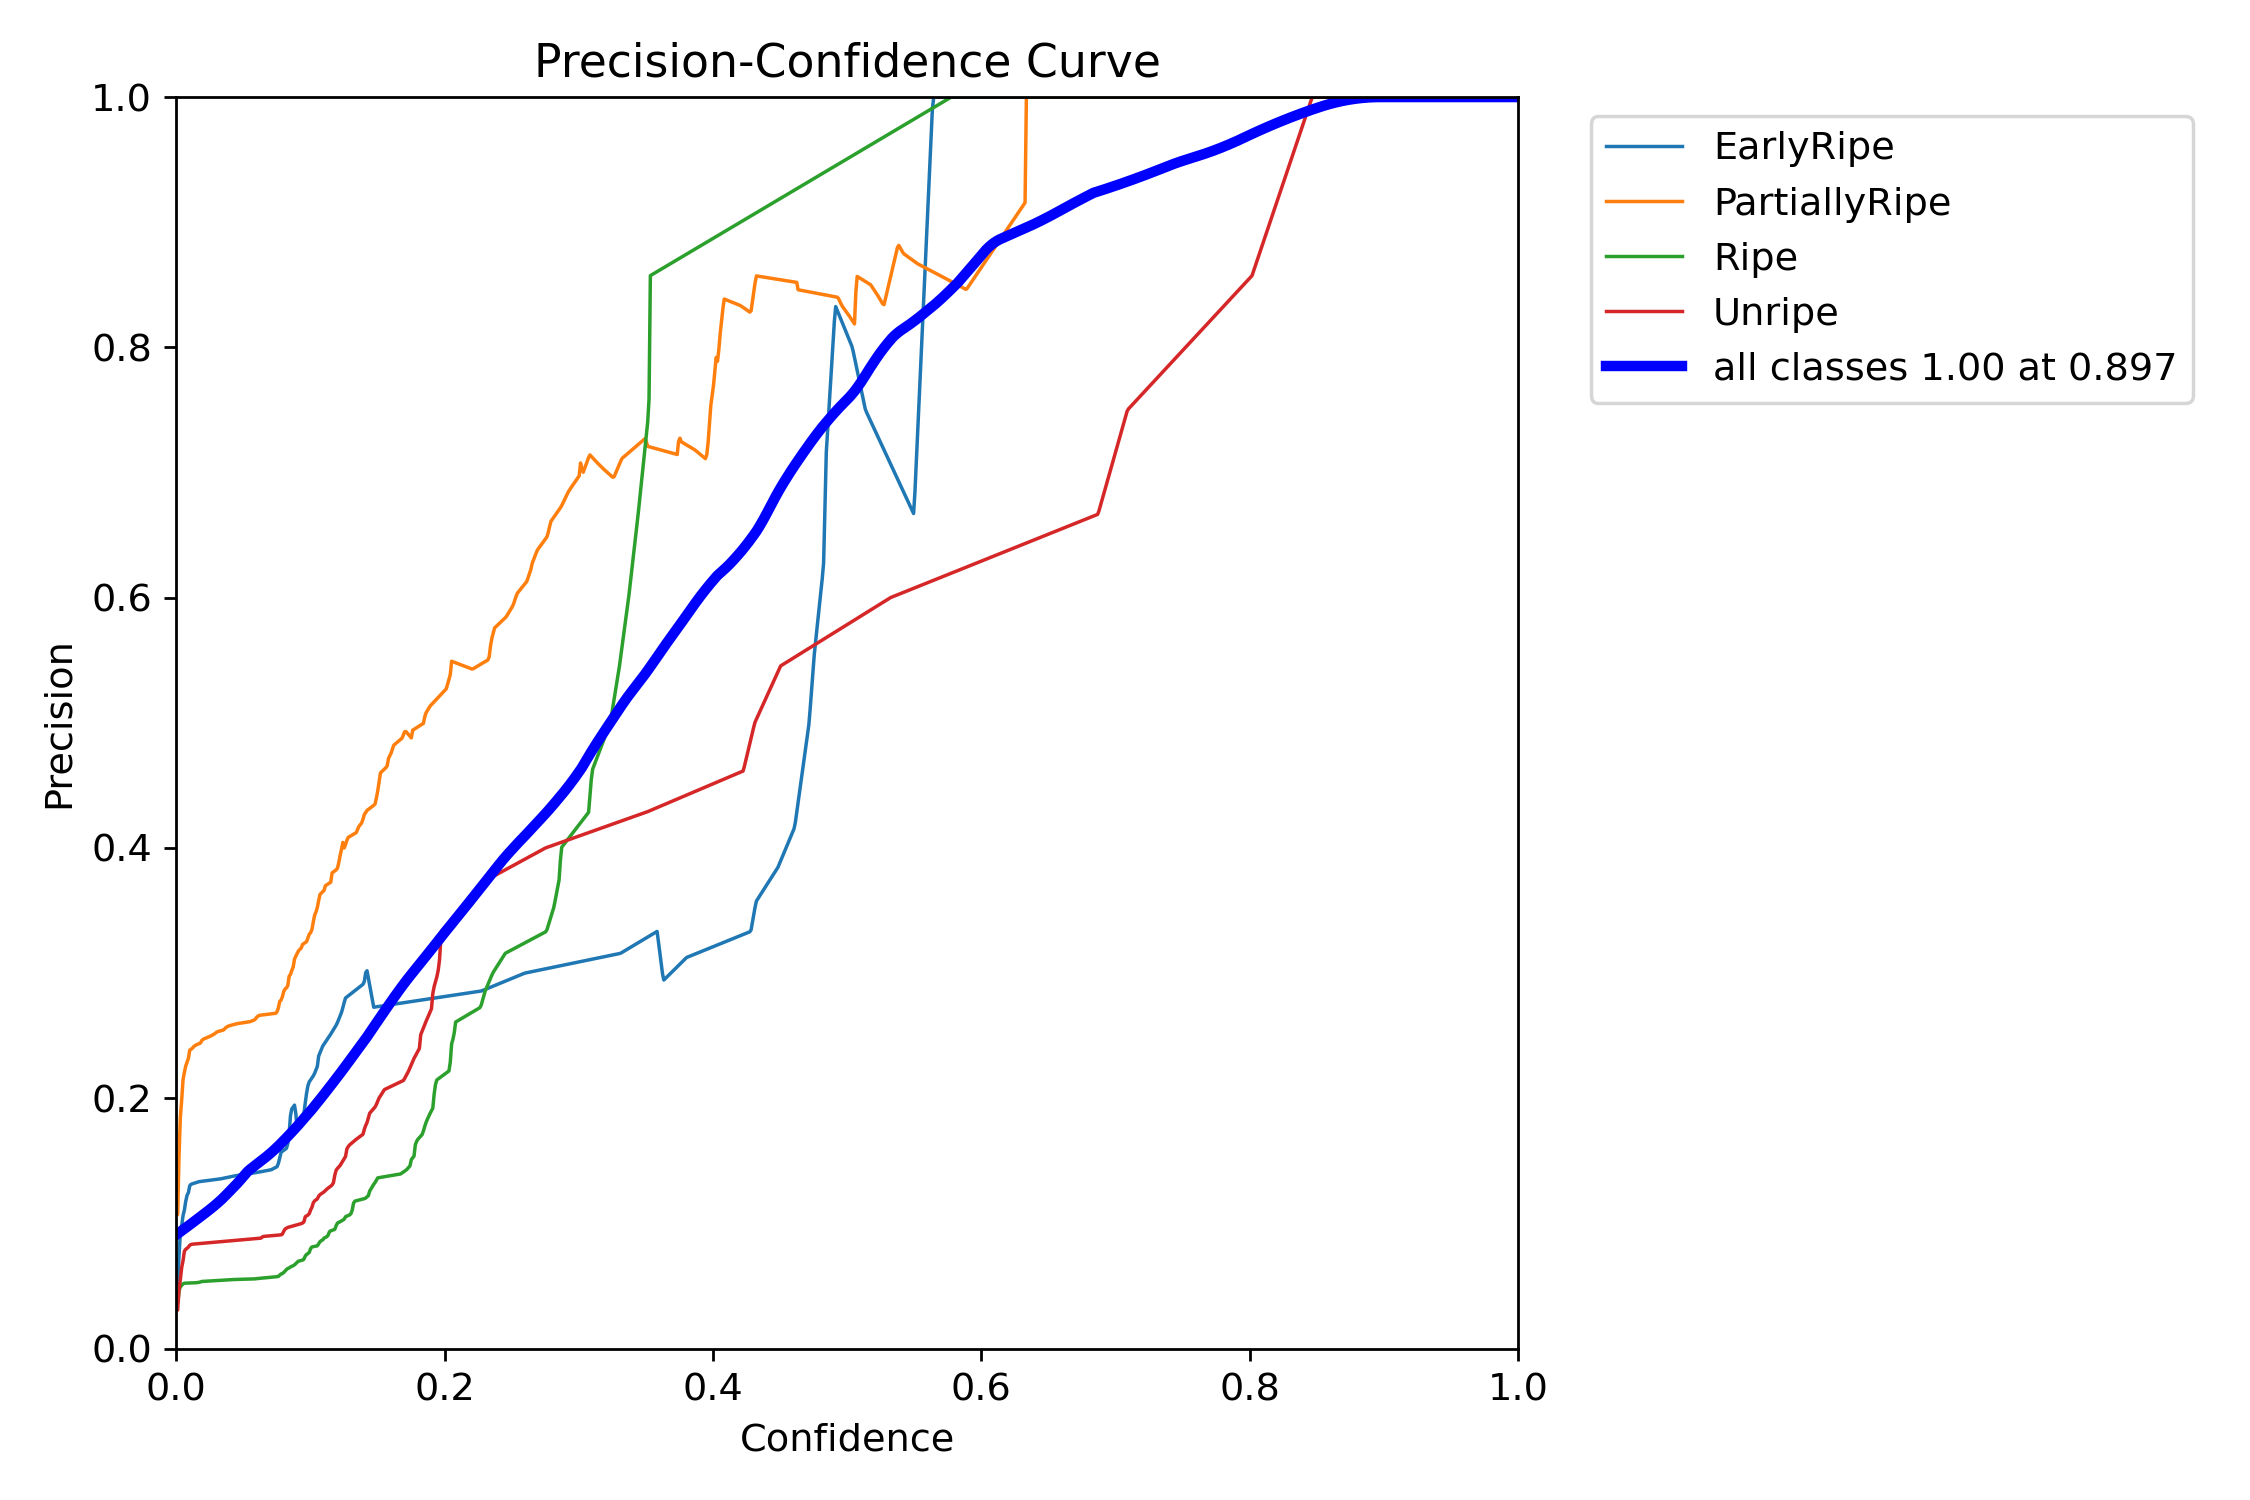 Precision-Confidence Curve
1.0
0.8
0.6
0.4
0.2
0.0
Precision
0.0 0.2 0.4 0.6 0.8 1.0
Confidence
EarlyRipe
PartiallyRipe
Ripe
Unripe
all classes 1.00 at 0.897